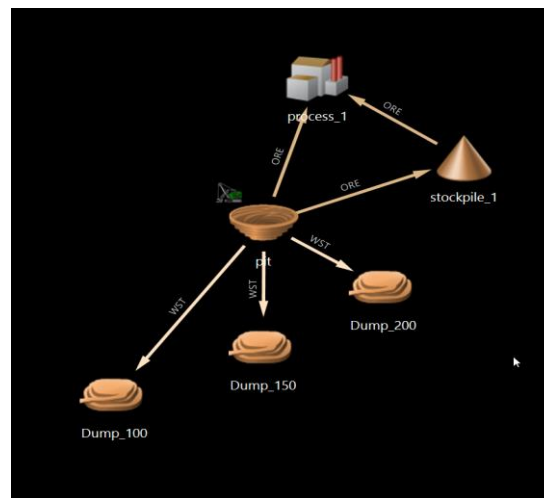 process_1
ORE
ORE
ORE
stockpile_1
pit
WST
WST
WST
Dump_200
Dump_150
Dump_100